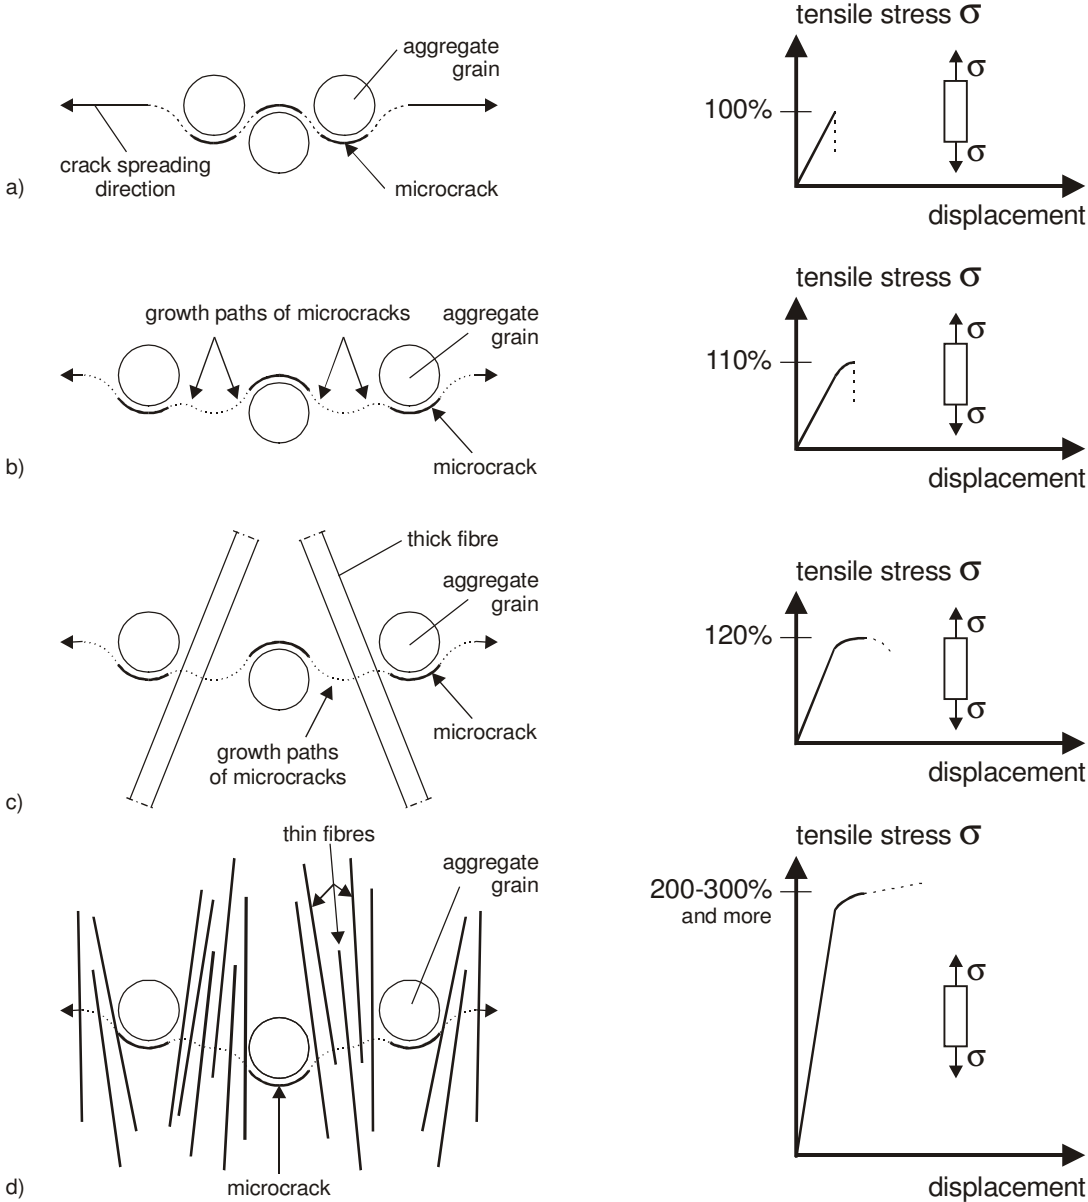 aggregate
grain
crack spreading
direction
microcrack
a)
tensile stress σ
100%
σ
σ
displacement
growth paths of microcracks
aggregate
grain
microcrack
b)
tensile stress σ
110%
σ
σ
displacement
thick fibre
aggregate
grain
microcrack
growth paths
of microcracks
c)
tensile stress σ
120%
σ
σ
displacement
thin fibres
aggregate
grain
microcrack
d)
tensile stress σ
200-300%
and more
σ
σ
displacement